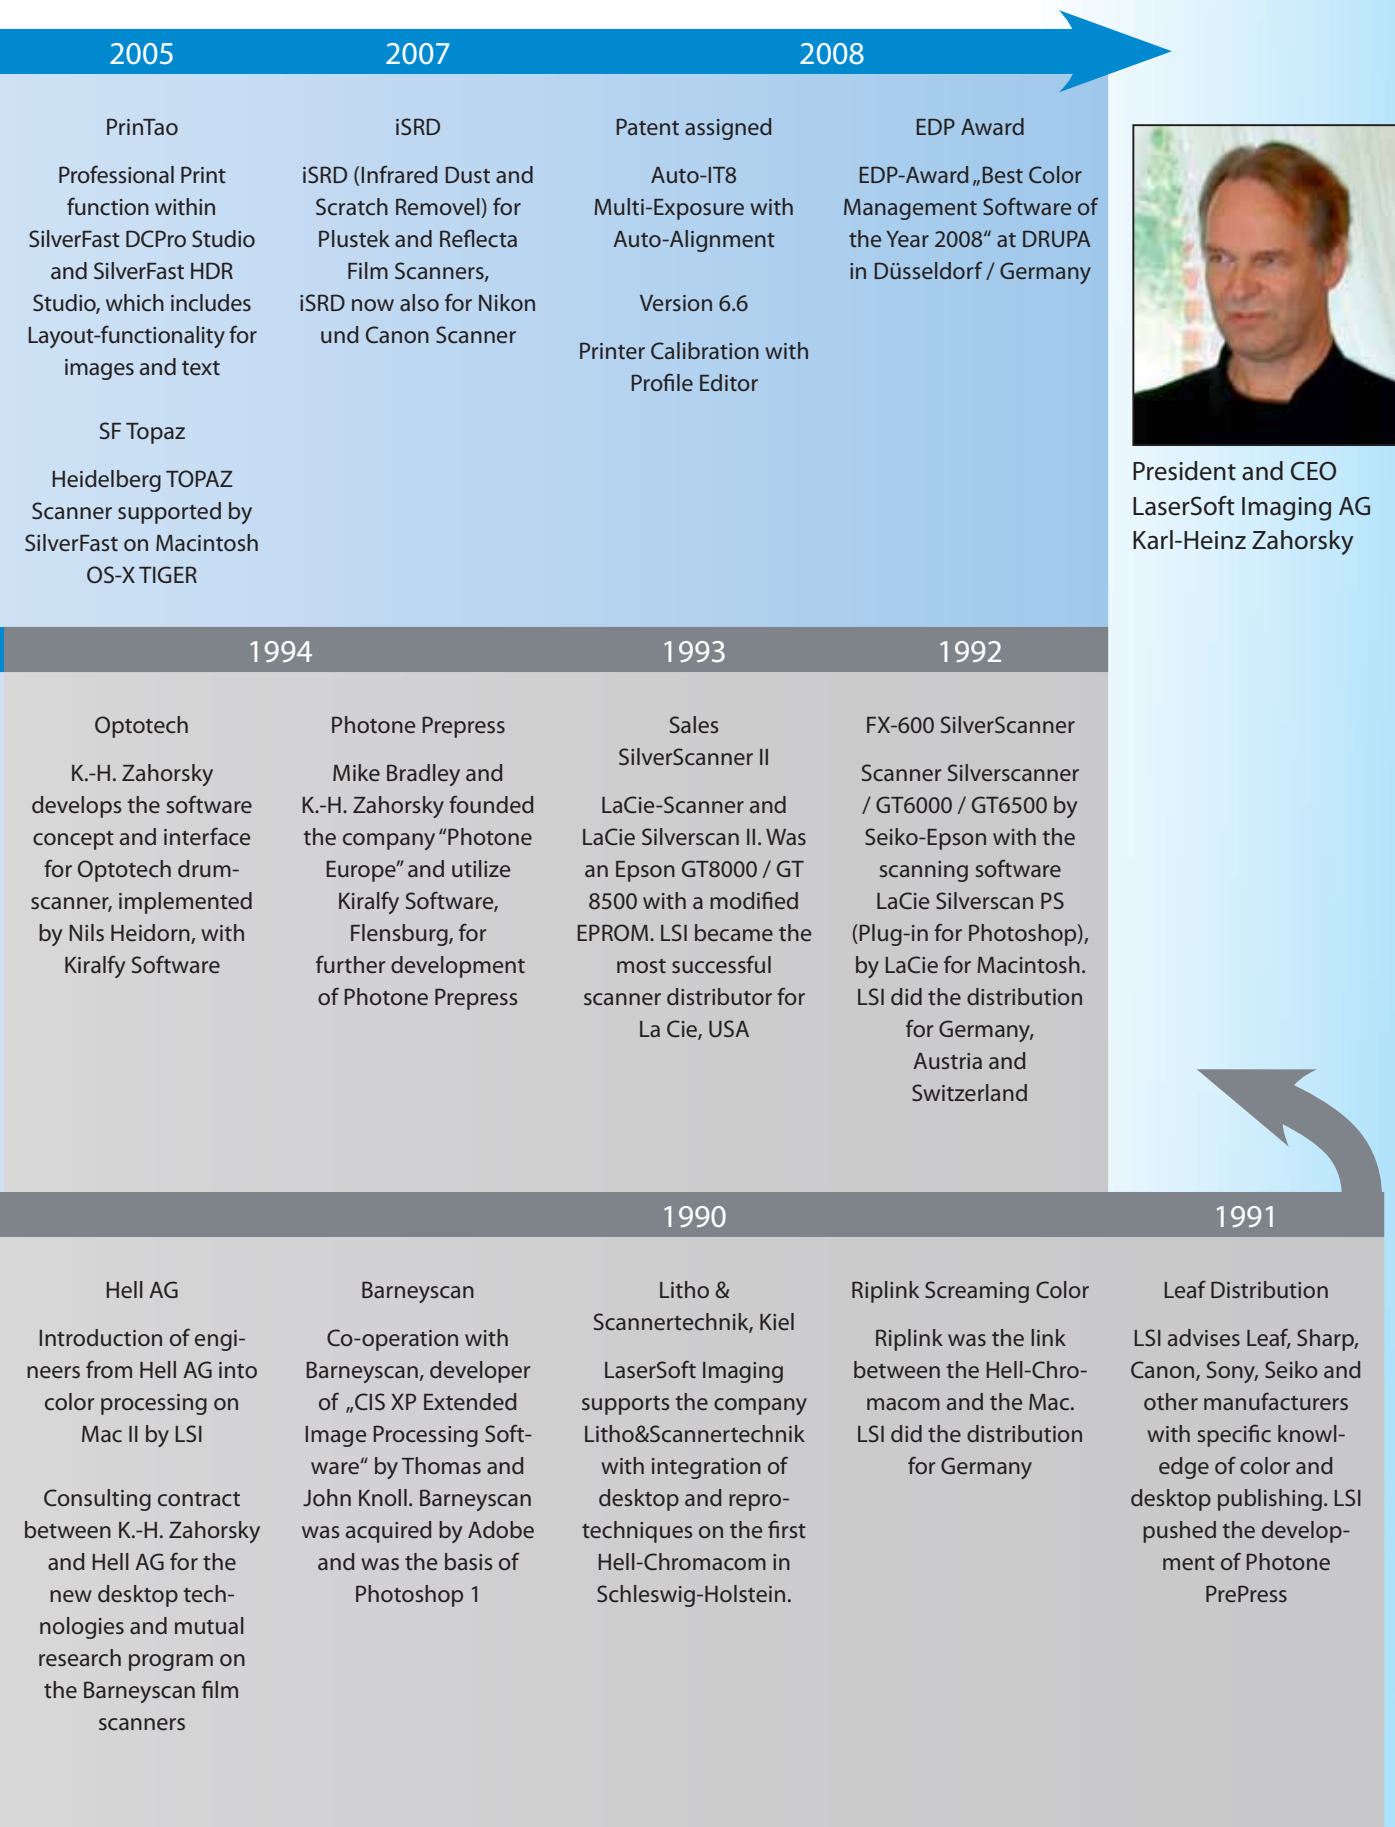 2005
PrinTao
Professional Print
function within
SilverFast DCPro Studio
and SilverFast HDR
Studio, which includes
Layout-functionality for
images and text
SF Topaz
Heidelberg TOPAZ
Scanner supported by
SilverFast on Macintosh
OS-X TIGER
2007
iSRD
iSRD (Infrared Dust and
Scratch Removel) for
Plustek and Reflecta
Film Scanners,
iSRD now also for Nikon
und Canon Scanner
2008
Patent assigned
Auto-IT8
Multi-Exposure with
Auto-Alignment
Version 6.6
Printer Calibration with
Profile Editor
EDP Award
EDP-Award „Best Color
Management Software of
the Year 2008“ at DRUPA
in Düsseldorf / Germany
President and CEO
LaserSoft Imaging AG
Karl-Heinz Zahorsky
1994
Optotech
K.-H. Zahorsky
develops the software
concept and interface
for Optotech drum-
scanner, implemented
by Nils Heidorn, with
Kiralfy Software
Photone Prepress
Mike Bradley and
K.-H. Zahorsky founded
the company “Photone
Europe” and utilize
Kiralfy Software,
Flensburg, for
further development
of Photone Prepress
1993
Sales
SilverScanner II
LaCie-Scanner and
LaCie Silverscan II. Was
an Epson GT8000 / GT
8500 with a modified
EPROM. LSI became the
most successful
scanner distributor for
La Cie, USA
1992
FX-600 SilverScanner
Scanner Silverscanner
/ GT6000 / GT6500 by
Seiko-Epson with the
scanning software
LaCie Silverscan PS
(Plug-in for Photoshop),
by LaCie for Macintosh.
LSI did the distribution
for Germany,
Austria and
Switzerland
Hell AG
Introduction of engi-
neers from Hell AG into
color processing on
Mac II by LSI
Consulting contract
between K.-H. Zahorsky
and Hell AG for the
new desktop tech-
nologies and mutual
research program on
the Barneyscan film
scanners
Barneyscan
Co-operation with
Barneyscan, developer
of „CIS XP Extended
Image Processing Soft-
ware“ by Thomas and
John Knoll. Barneyscan
was acquired by Adobe
and was the basis of
Photoshop 1
1990
Litho &
Scannertechnik, Kiel
LaserSoft Imaging
supports the company
Litho&Scannertechnik
with integration of
desktop and repro-
techniques on the first
Hell-Chromacom in
Schleswig-Holstein.
Riplink Screaming Color
Riplink was the link
between the Hell-Chro-
macom and the Mac.
LSI did the distribution
for Germany
1991
Leaf Distribution
LSI advises Leaf, Sharp,
Canon, Sony, Seiko and
other manufacturers
with specific knowl-
edge of color and
desktop publishing. LSI
pushed the develop-
ment of Photone
PrePress